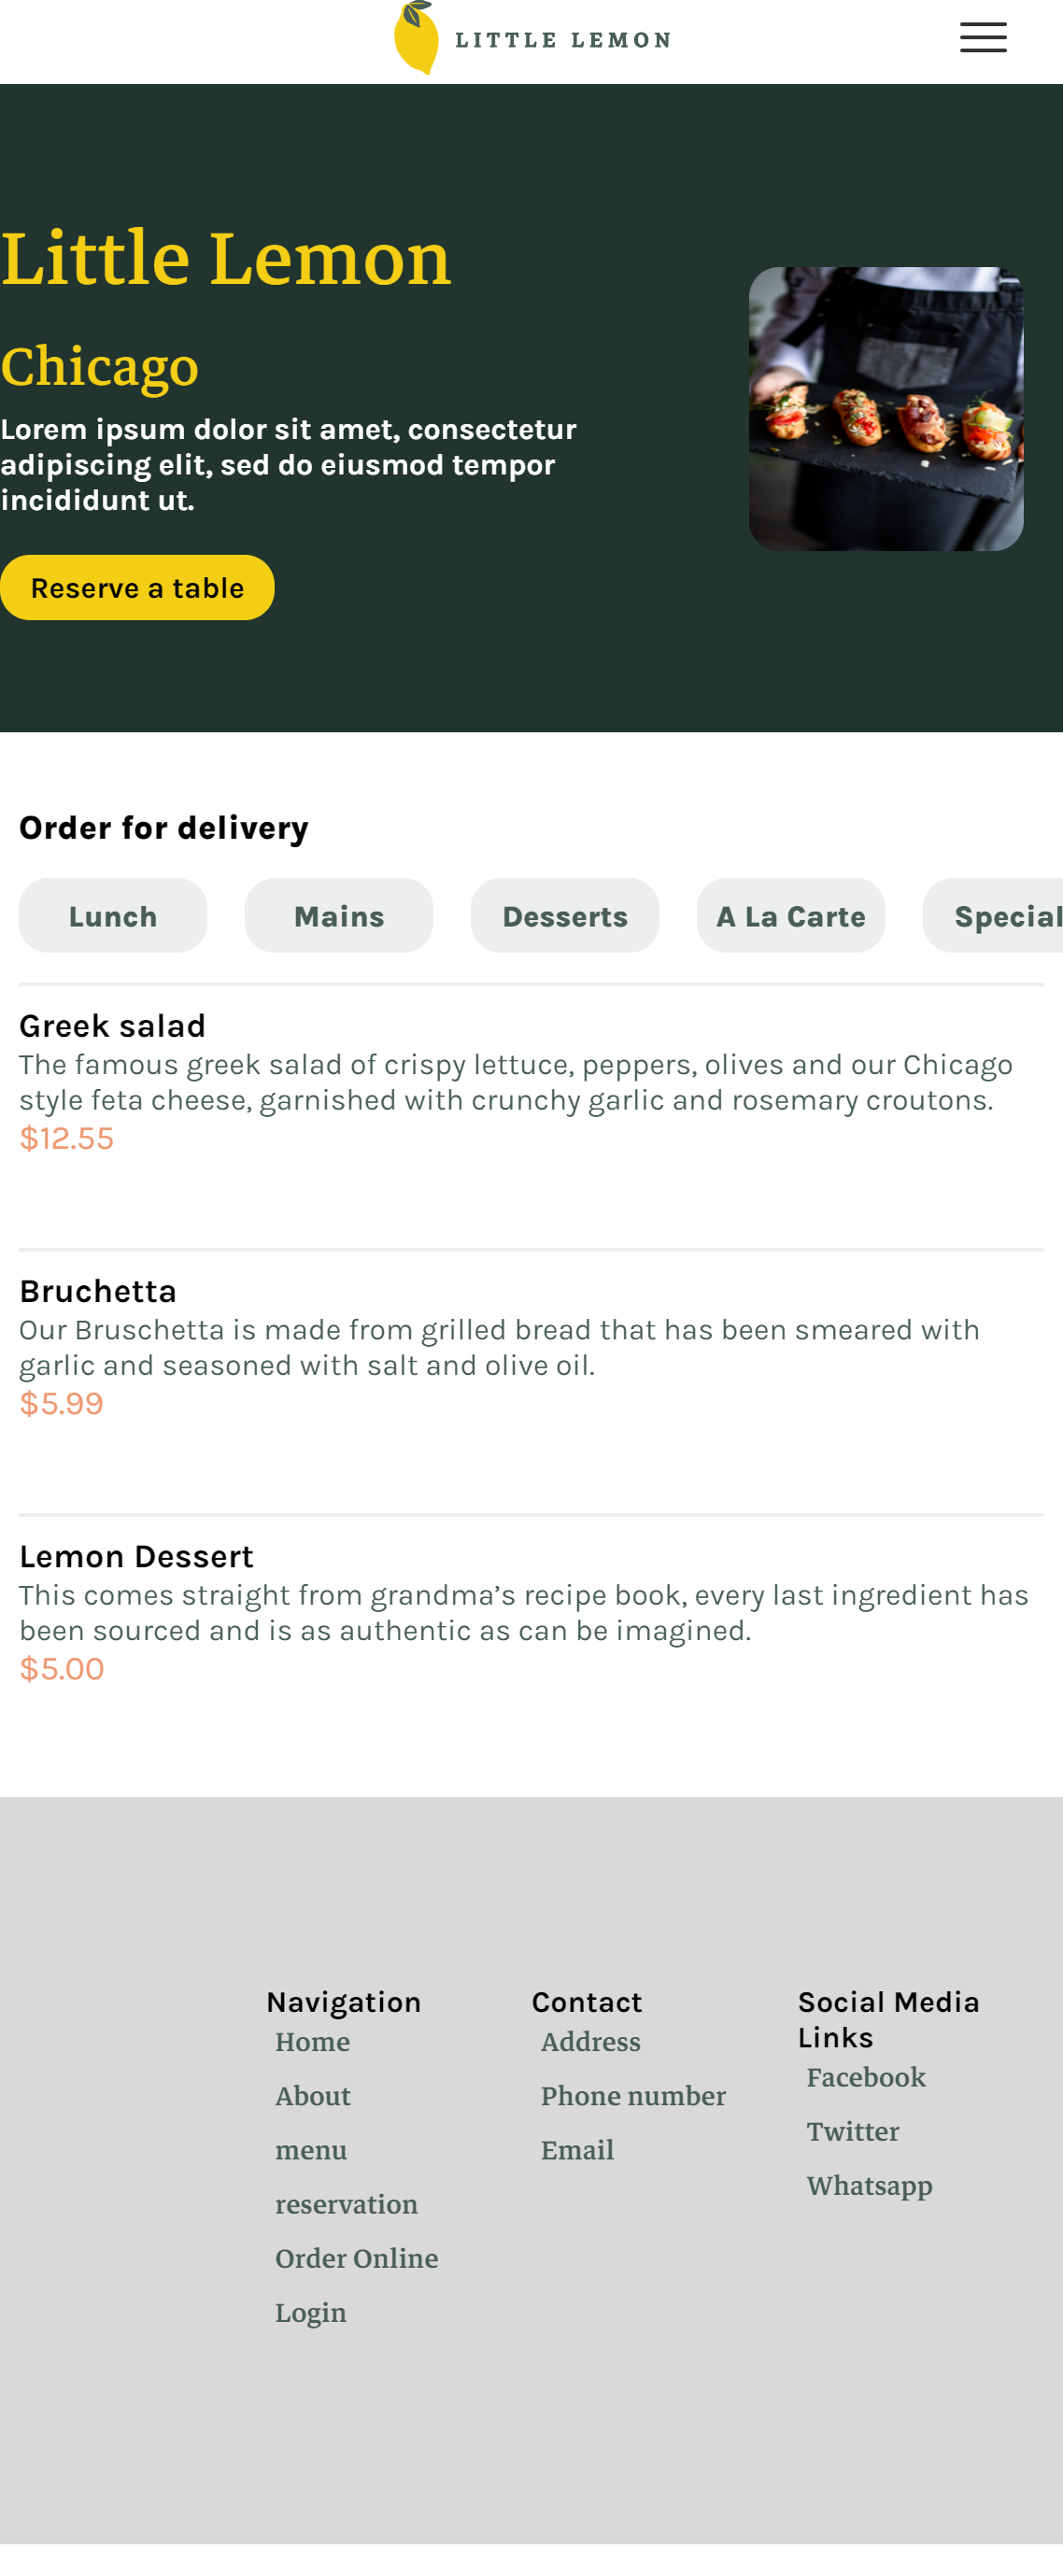 LITTLE LEMON
Little Lemon
Chicago
Lorem ipsum dolor sit amet, consectetur
adipiscing elit, sed do eiusmod tempor
incididunt ut.
Reserve a table
Order for delivery
Lunch
Mains
Desserts
A La Carte
Special
Greek salad
The famous greek salad of crispy lettuce, peppers, olives and our Chicago
style feta cheese, garnished with crunchy garlic and rosemary croutons.
$12.55
Bruchetta
Our Bruschetta is made from grilled bread that has been smeared with
garlic and seasoned with salt and olive oil.
$5.99
Lemon Dessert
This comes straight from grandma’s recipe book, every last ingredient has
been sourced and is as authentic as can be imagined.
$5.00
Navigation
Home
About
menu
reservation
Order Online
Login
Contact
Address
Phone number
Email
Social Media
Links
Facebook
Twitter
Whatsapp